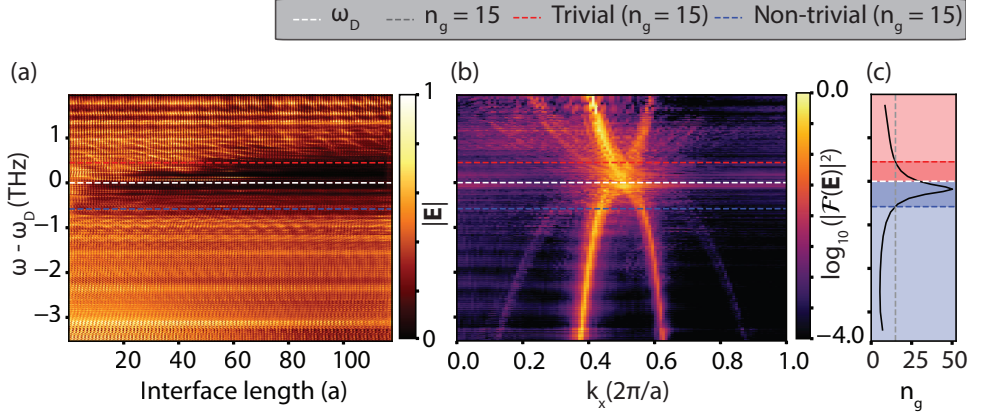 ω_D n_g = 15 Trivial (n_g = 15) Non-trivial (n_g = 15)
(a) (b) (c)
ω - ω_D (THz)
1
0
−1
−2
−3
20 40 60 80 100
Interface length (a)
1
|E|
0
0.0 0.2 0.4 0.6 0.8 1.0
k_x(2π/a)
0.0
log_10(|F(E)|²)
−4.0
0 25 50
n_g